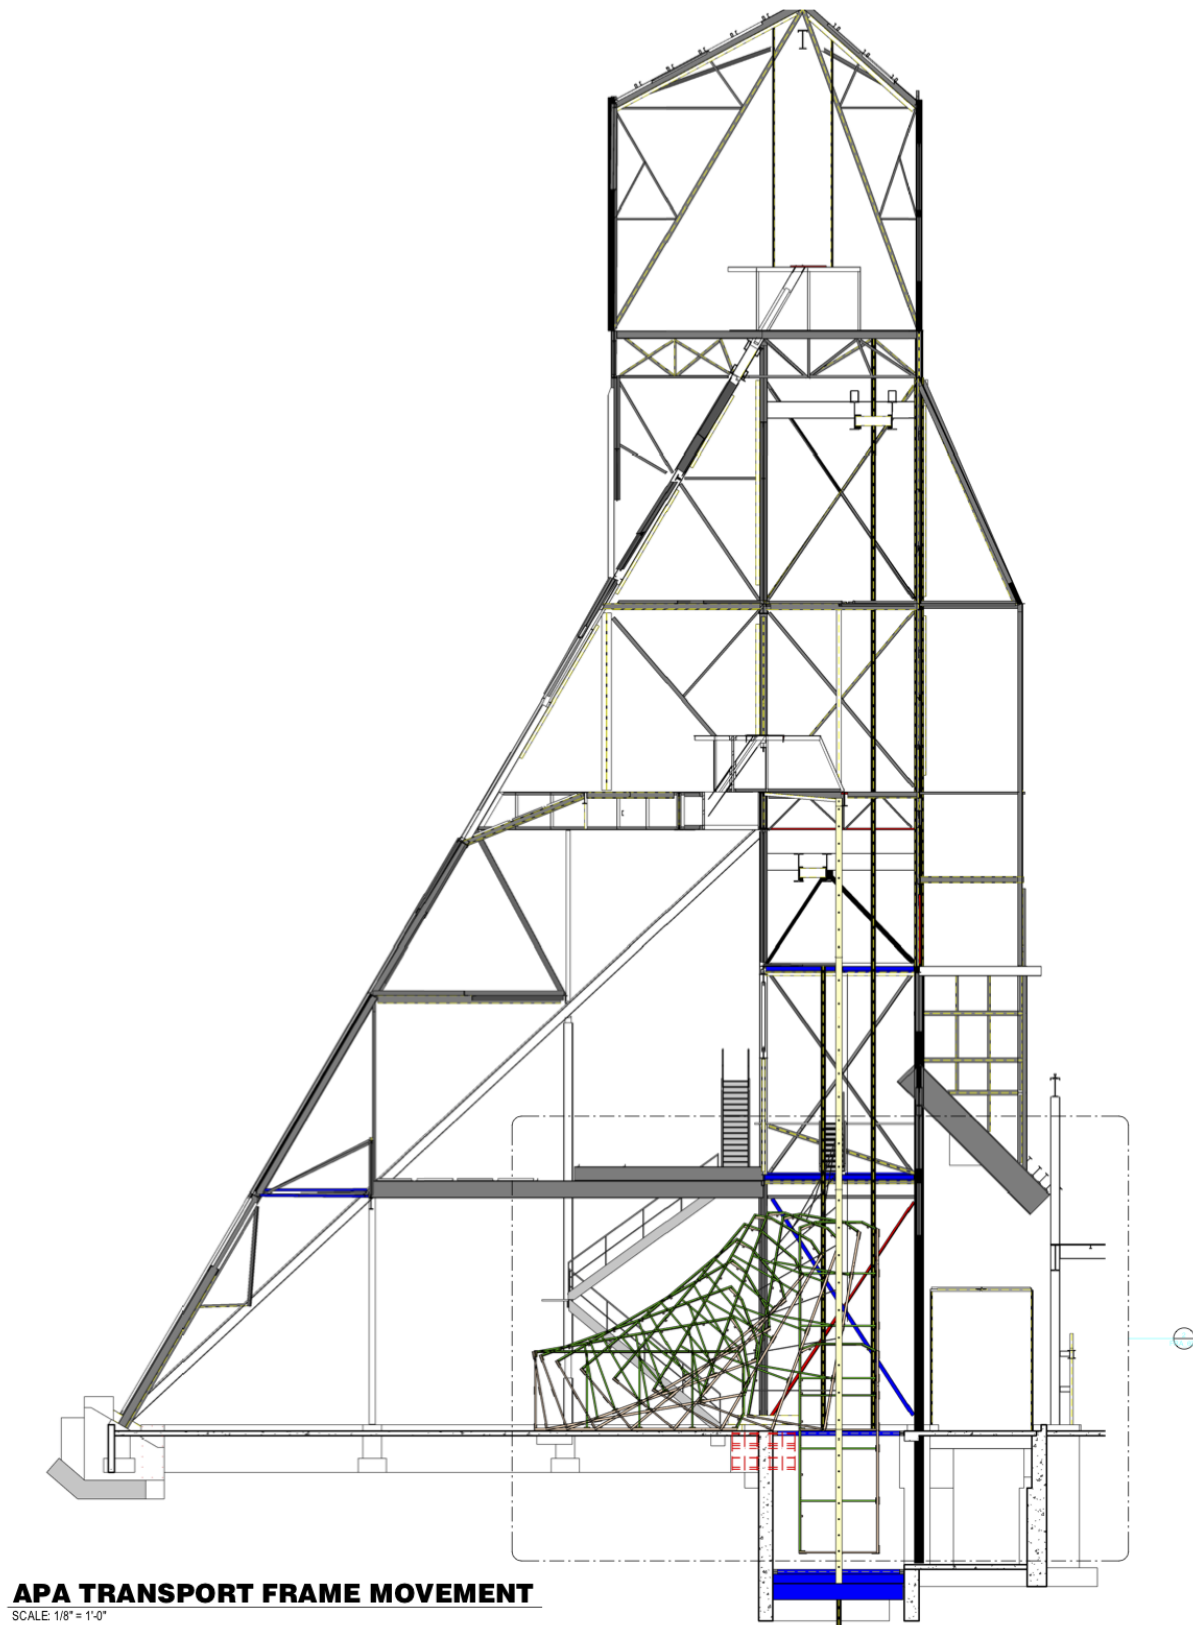 APA TRANSPORT FRAME MOVEMENT
SCALE: 1/8" = 1'-0"